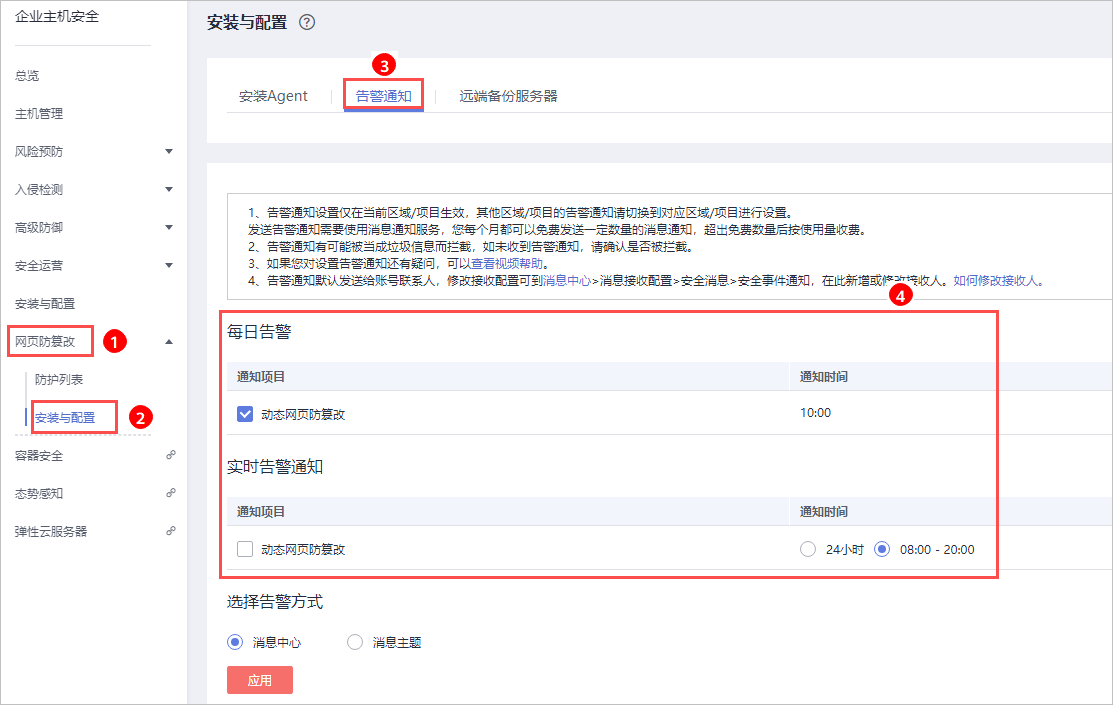 企业主机安全
总览
主机管理
风险预防
入侵检测
高级防御
安全运营
安装与配置
网页防篡改
1
防护列表
安装与配置
2
容器安全
态势感知
弹性云服务器
安装与配置 ?
3
安装Agent
告警通知
远端备份服务器
1、告警通知设置仅在当前区域/项目生效，其他区域/项目的告警通知请切换到对应区域/项目进行设置。
发送告警通知需要使用消息通知服务，您每个月都可以免费发送一定数量的消息通知，超出免费数量后按使用量收费。
2、告警通知有可能被当成垃圾信息而拦截，如未收到告警通知，请确认是否被拦截。
3、如果您对设置告警通知还有疑问，可以查看视频帮助。
4、告警通知默认发送给账号联系人，修改接收配置可到消息中心>消息接收配置>安全消息>安全事件通知，在此新增或修改接收人。如何修改接收人。
4
每日告警
通知项目 通知时间
动态网页防篡改 10:00
实时告警通知
通知项目 通知时间
动态网页防篡改 24小时 08:00 - 20:00
选择告警方式
消息中心 消息主题
应用